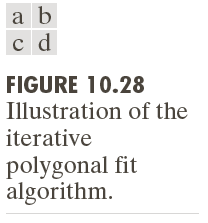 a b
c d
FIGURE 10.28
Illustration of the
iterative
polygonal fit
algorithm.